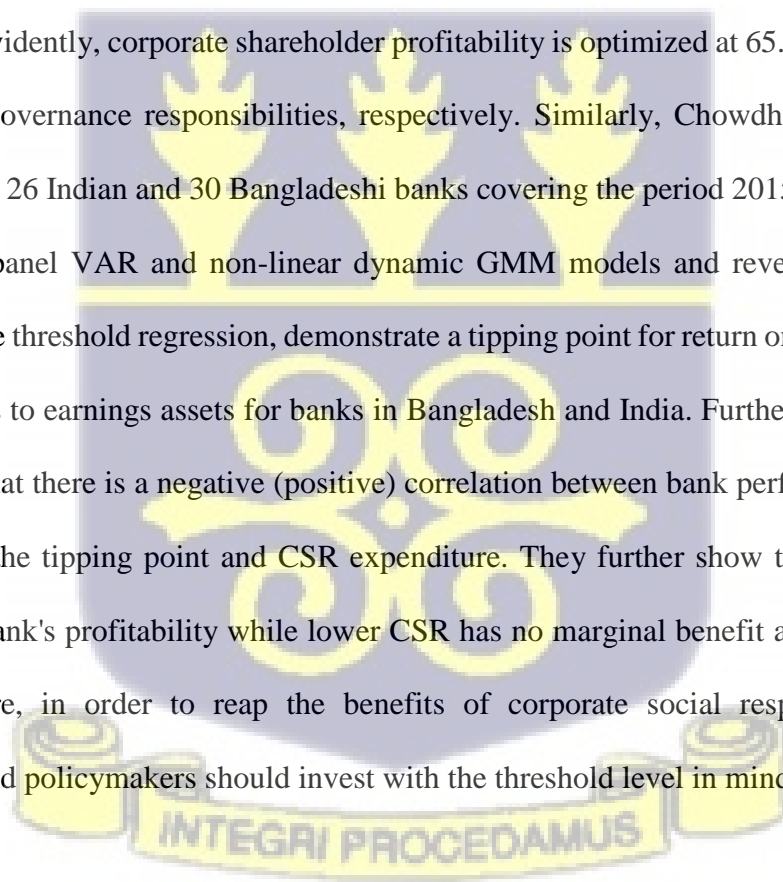 vidently, corporate shareholder profitability is optimized at 65.
overnance responsibilities, respectively. Similarly, Chowdh
26 Indian and 30 Bangladeshi banks covering the period 201
panel VAR and non-linear dynamic GMM models and reve
e threshold regression, demonstrate a tipping point for return o
s to earnings assets for banks in Bangladesh and India. Furthe
at there is a negative (positive) correlation between bank perf
the tipping point and CSR expenditure. They further show t
ank's profitability while lower CSR has no marginal benefit a
re, in order to reap the benefits of corporate social resp
d policymakers should invest with the threshold level in mind
INTEGRI PROCEDAMUS